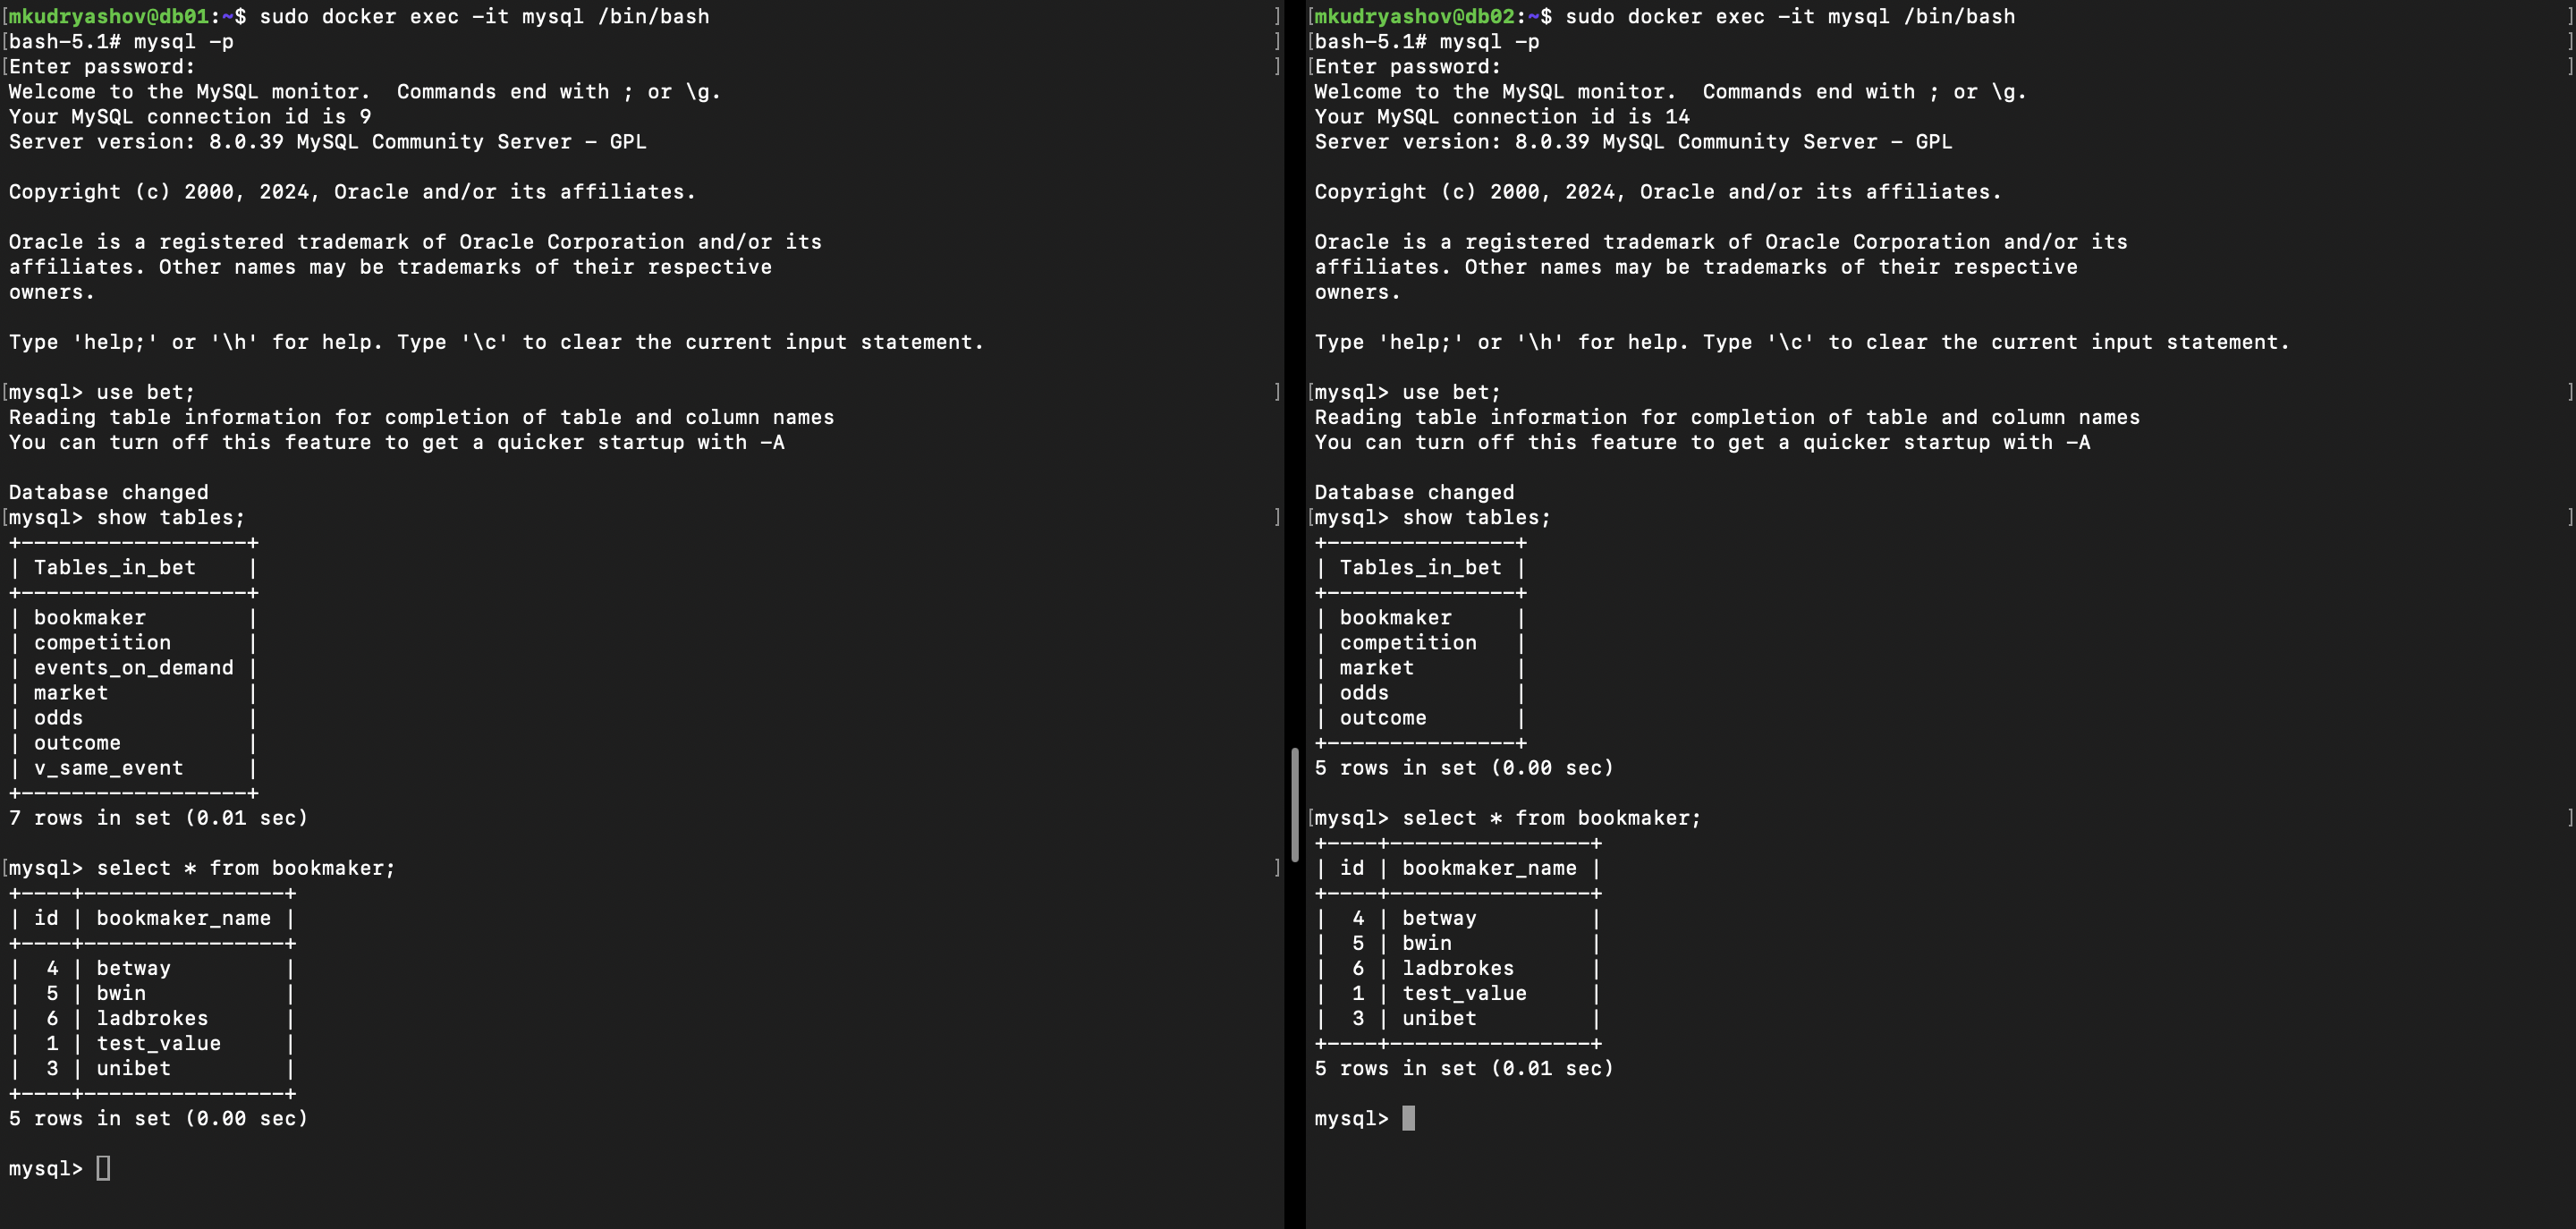 [mkudryashov@db01:~$ sudo docker exec -it mysql /bin/bash ]
[bash-5.1# mysql -p ]
[Enter password: ]
Welcome to the MySQL monitor.  Commands end with ; or \g.
Your MySQL connection id is 9
Server version: 8.0.39 MySQL Community Server - GPL

Copyright (c) 2000, 2024, Oracle and/or its affiliates.

Oracle is a registered trademark of Oracle Corporation and/or its
affiliates. Other names may be trademarks of their respective
owners.

Type 'help;' or '\h' for help. Type '\c' to clear the current input statement.

[mysql> use bet; ]
Reading table information for completion of table and column names
You can turn off this feature to get a quicker startup with -A

Database changed
[mysql> show tables; ]
+------------------+
| Tables_in_bet    |
+------------------+
| bookmaker        |
| competition      |
| events_on_demand |
| market           |
| odds             |
| outcome          |
| v_same_event     |
+------------------+
7 rows in set (0.01 sec)

[mysql> select * from bookmaker; ]
+----+----------------+
| id | bookmaker_name |
+----+----------------+
|  4 | betway         |
|  5 | bwin           |
|  6 | ladbrokes      |
|  1 | test_value     |
|  3 | unibet         |
+----+----------------+
5 rows in set (0.00 sec)

mysql>
[mkudryashov@db02:~$ sudo docker exec -it mysql /bin/bash ]
[bash-5.1# mysql -p ]
[Enter password: ]
Welcome to the MySQL monitor.  Commands end with ; or \g.
Your MySQL connection id is 14
Server version: 8.0.39 MySQL Community Server - GPL

Copyright (c) 2000, 2024, Oracle and/or its affiliates.

Oracle is a registered trademark of Oracle Corporation and/or its
affiliates. Other names may be trademarks of their respective
owners.

Type 'help;' or '\h' for help. Type '\c' to clear the current input statement.

[mysql> use bet; ]
Reading table information for completion of table and column names
You can turn off this feature to get a quicker startup with -A

Database changed
[mysql> show tables; ]
+---------------+
| Tables_in_bet |
+---------------+
| bookmaker     |
| competition   |
| market        |
| odds          |
| outcome       |
+---------------+
5 rows in set (0.00 sec)

[mysql> select * from bookmaker; ]
+----+----------------+
| id | bookmaker_name |
+----+----------------+
|  4 | betway         |
|  5 | bwin           |
|  6 | ladbrokes      |
|  1 | test_value     |
|  3 | unibet         |
+----+----------------+
5 rows in set (0.01 sec)

mysql>